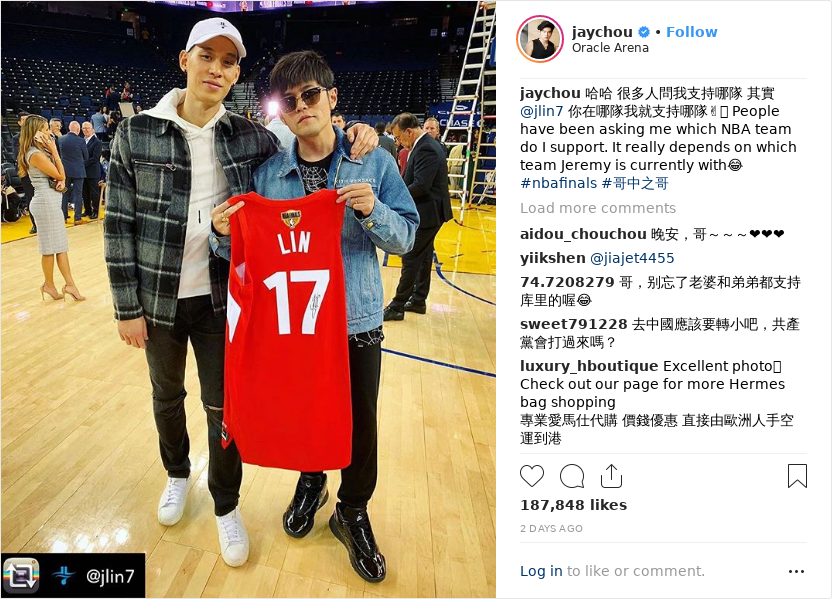 jaychou • Follow
Oracle Arena
jaychou 哈哈 很多人問我支持哪隊 其實
@jlin7 你在哪隊我就支持哪隊✌ People
have been asking me which NBA team
do I support. It really depends on which
team Jeremy is currently with😂
#nbafinals #哥中之哥
Load more comments
aidou_chouchou 晚安，哥～～～❤❤❤
yiikshen @jiajet4455
74.7208279 哥，别忘了老婆和弟弟都支持
库里的喔😂
sweet791228 去中國應該要轉小吧，共產
黨會打過來嗎？
luxury_hboutique Excellent photo
Check out our page for more Hermes
bag shopping
專業愛馬仕代購 價錢優惠 直接由歐洲人手空
運到港
187,848 likes
2 DAYS AGO
Log in to like or comment.
CHASE
LIN
17
@jlin7